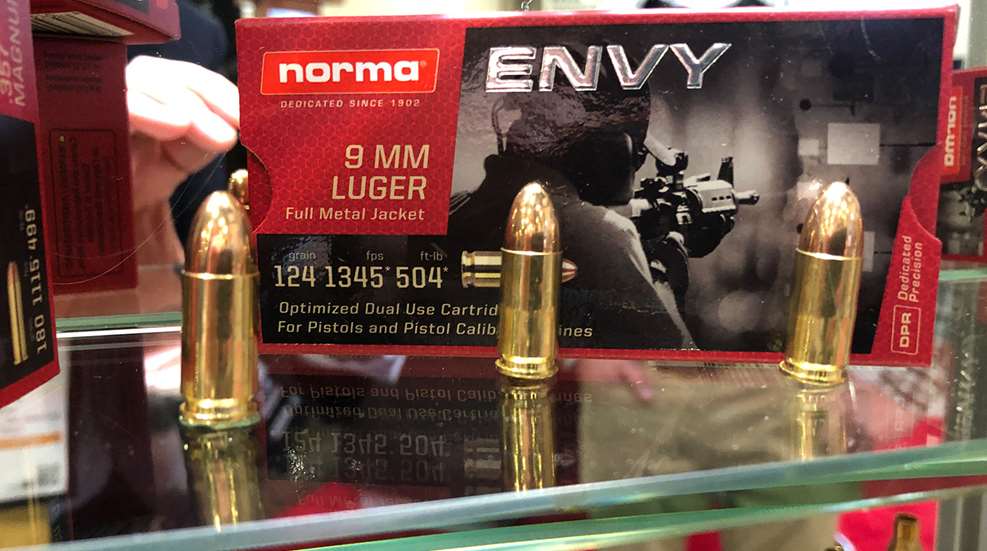 .357
MAGNUM
180 1115 499*
norma®
DEDICATED SINCE 1902
ENVY
9 MM
LUGER
Full Metal Jacket
grain fps ft-lb
124 1345* 504*
Optimized Dual Use Cartrid
For Pistols and Pistol Calib ines
DPR Dedicated
Precision